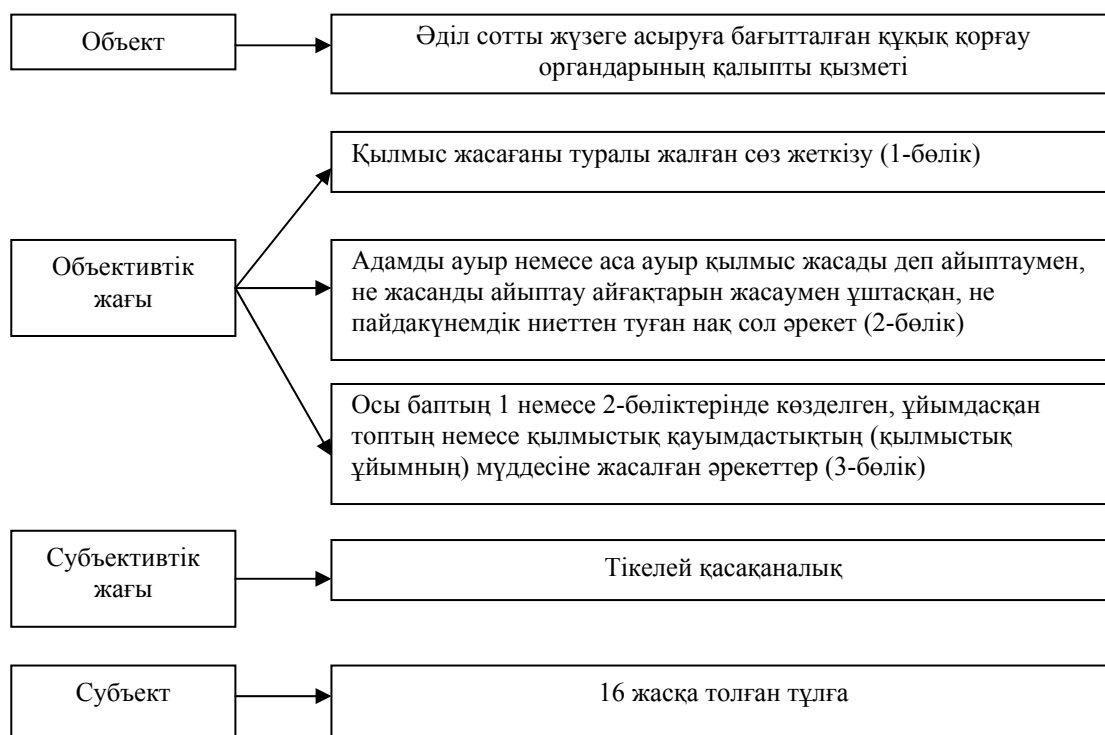 Объект
Әділ сотты жүзеге асыруға бағытталған құқық қорғау
органдарының қалыпты қызметі
Объективтік
жағы
Қылмыс жасағаны туралы жалған сөз жеткізу (1-бөлік)
Адамды ауыр немесе аса ауыр қылмыс жасады деп айыптаумен,
не жасанды айыптау айғақтарын жасаумен ұштасқан, не
пайдакүнемдік ниеттен туған нақ сол әрекет (2-бөлік)
Осы баптың 1 немесе 2-бөліктерінде көзделген, ұйымдасқан
топтың немесе қылмыстық қауымдастықтың (қылмыстық
ұйымның) мүддесіне жасалған әрекеттер (3-бөлік)
Субъективтік
жағы
Тікелей қасақаналық
Субъект
16 жасқа толған тұлға